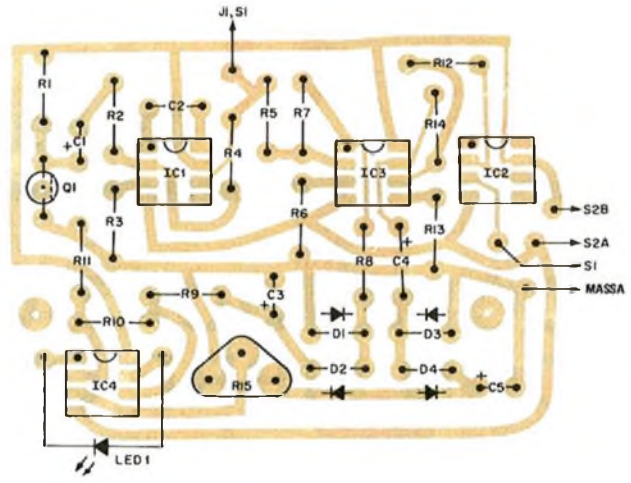 J1, S1
R1
R2
C2
R5
R7
R12
+
C1
R4
R14
IC1
IC3
IC2
Q1
R3
R6
R13
S2B
S2A
R11
R8
+
C4
S1
R9
C3
+
MASSA
R10
D1
D3
IC4
R15
D2
D4
+
C5
LED1